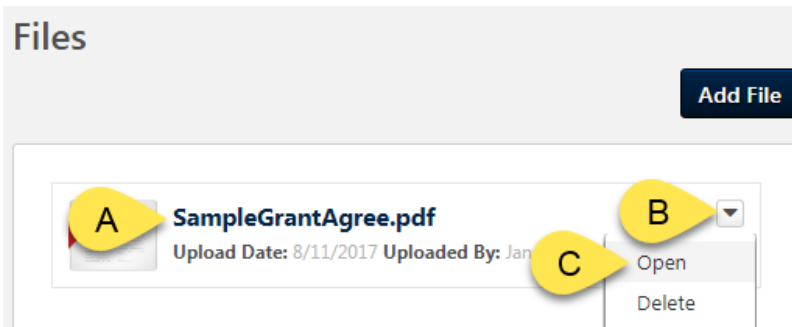 Files
Add File
A SampleGrantAgree.pdf B
Upload Date: 8/11/2017 Uploaded By:
C Open
Delete